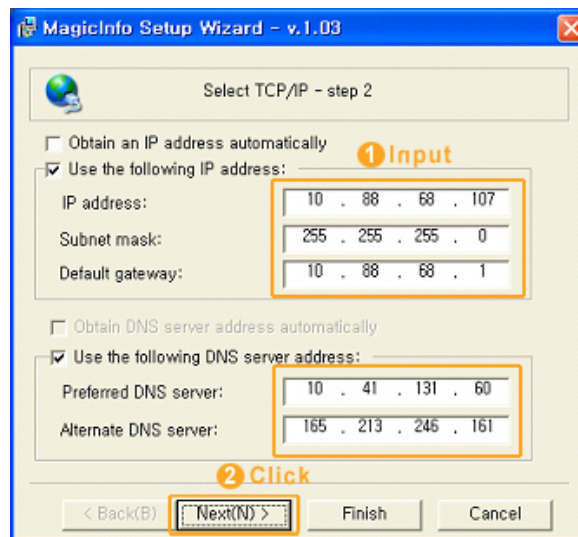 MagicInfo Setup Wizard - v.1.03
Select TCP/IP - step 2
Obtain an IP address automatically
1 Input
Use the following IP address:
IP address: 10 . 88 . 68 . 107
Subnet mask: 255 . 255 . 255 . 0
Default gateway: 10 . 88 . 68 . 1
Obtain DNS server address automatically
Use the following DNS server address:
Preferred DNS server: 10 . 41 . 131 . 60
Alternate DNS server: 165 . 213 . 246 . 161
2 Click
< Back(B) Next(N) > Finish Cancel